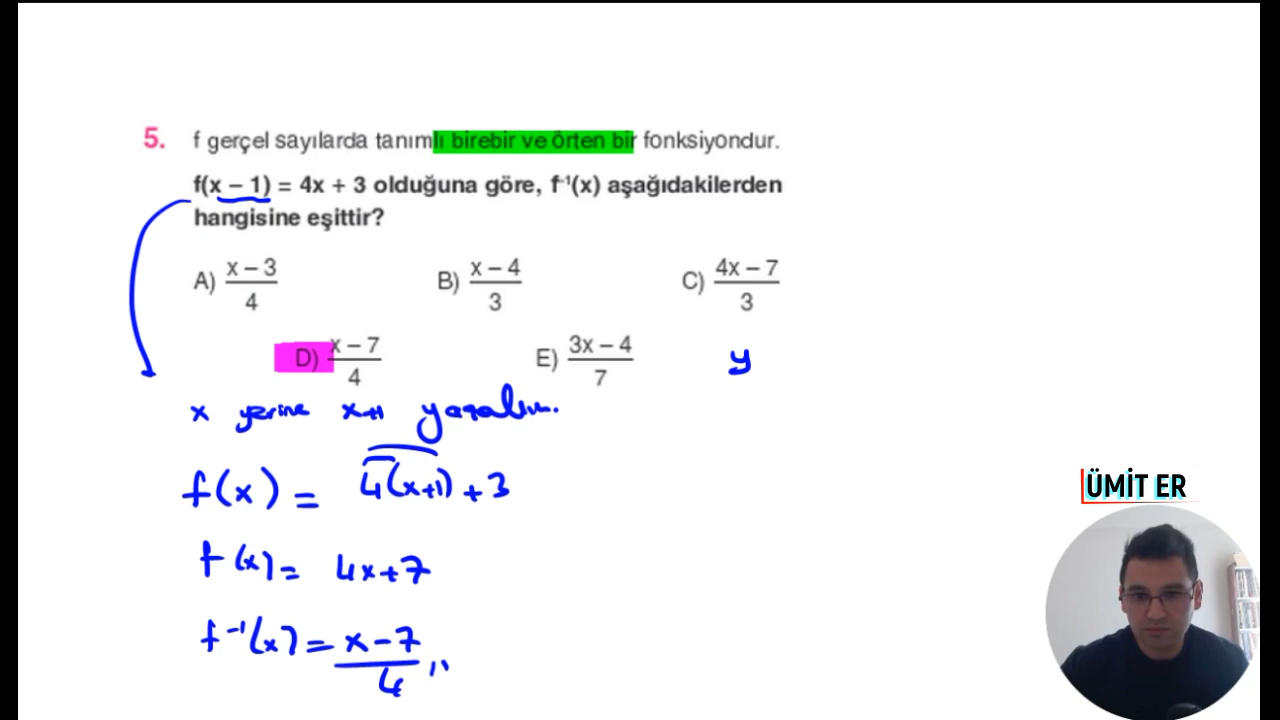 5. f gerçel sayılarda tanımlı birebir ve örten bir fonksiyondur.
f(x – 1) = 4x + 3 olduğuna göre, f⁻¹(x) aşağıdakilerden
hangisine eşittir?
A) x – 3 / 4 B) x – 4 / 3 C) 4x – 7 / 3
D) x – 7 / 4 E) 3x – 4 / 7 y
x yerine x+1 yazalım.
f(x) = 4(x+1) + 3
f(x) = 4x+7
f⁻¹(x) = x – 7 / 4 //
ÜMİT ER